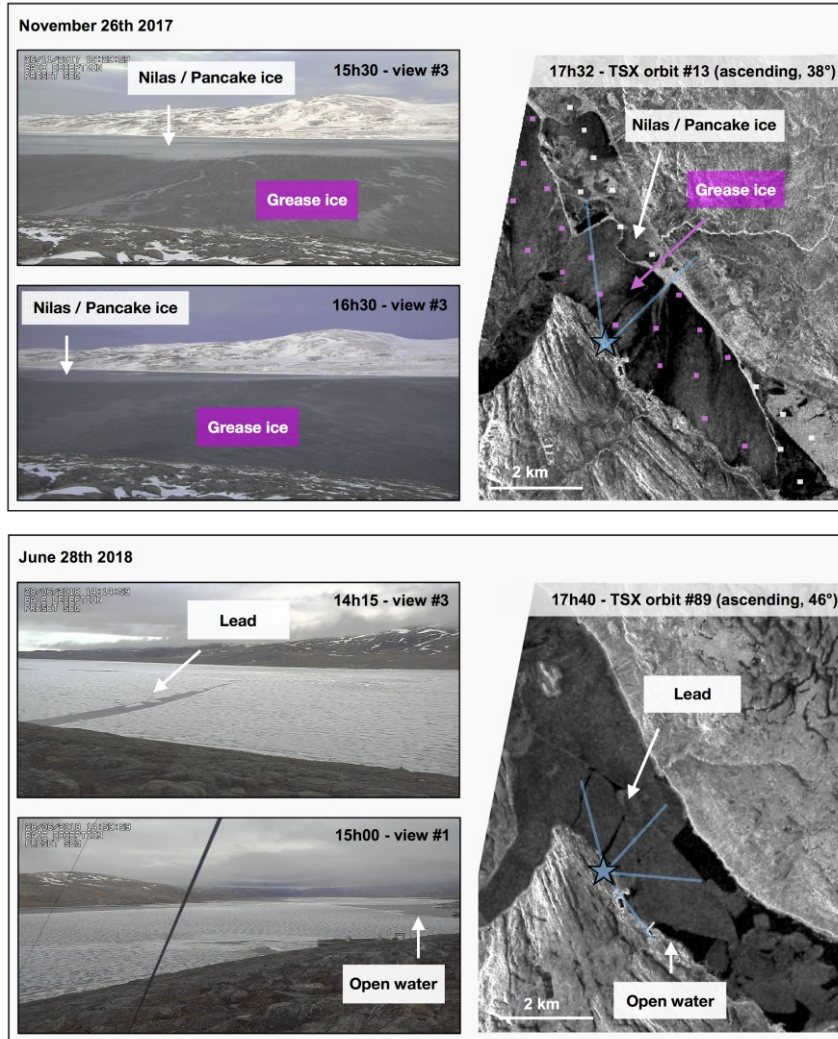 November 26th 2017
15h30 - view #3
Nilas / Pancake ice
Grease ice
16h30 - view #3
Nilas / Pancake ice
Grease ice
17h32 - TSX orbit #13 (ascending, 38°)
Nilas / Pancake ice
Grease ice
2 km
June 28th 2018
14h15 - view #3
Lead
15h00 - view #1
Open water
17h40 - TSX orbit #89 (ascending, 46°)
Lead
Open water
2 km